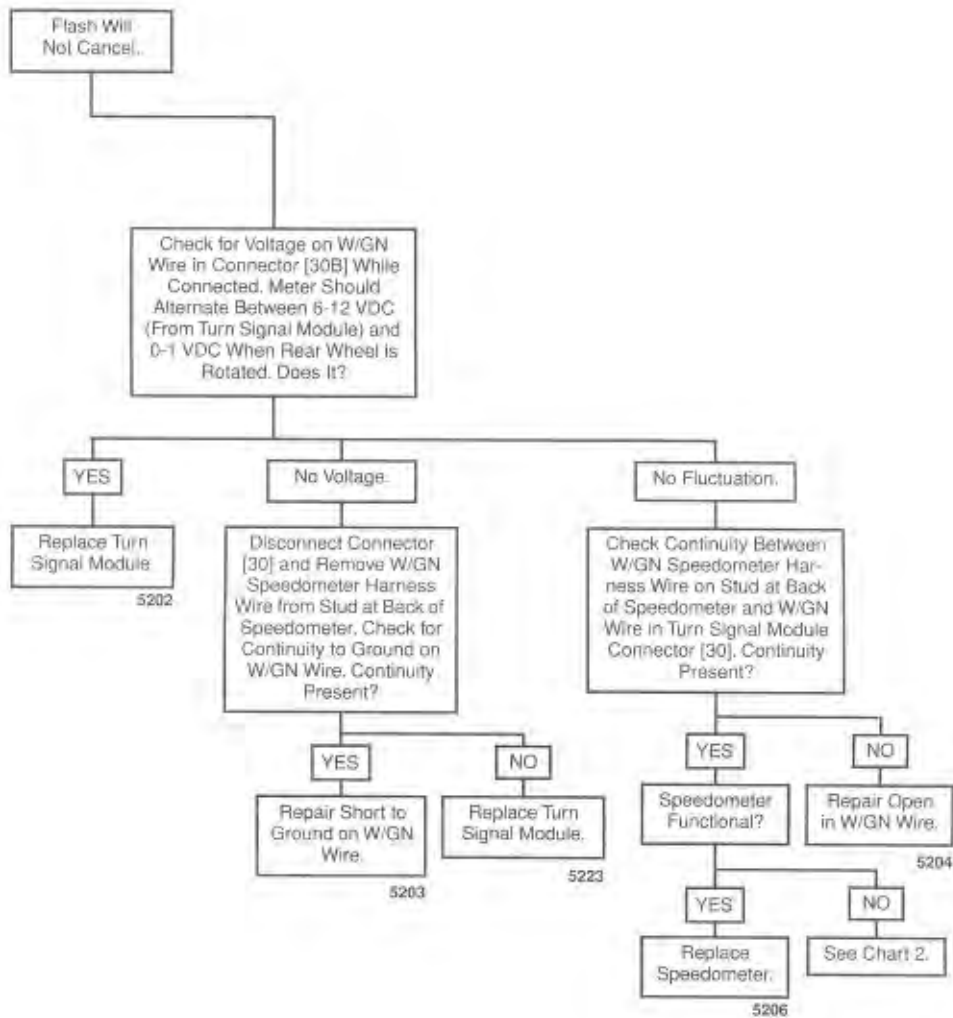 Flash Will
Not Cancel.
Check for Voltage on W/GN
Wire in Connector [30B] While
Connected. Meter Should
Alternate Between 6-12 VDC
(From Turn Signal Module) and
0-1 VDC When Rear Wheel is
Rotated. Does It?
YES
No Voltage.
No Fluctuation.
Replace Turn
Signal Module
5202
Disconnect Connector
[30] and Remove W/GN
Speedometer Harness
Wire from Stud at Back of
Speedometer. Check for
Continuity to Ground on
W/GN Wire. Continuity
Present?
Check Continuity Between
W/GN Speedometer Har-
ness Wire on Stud at Back
of Speedometer and W/GN
Wire in Turn Signal Module
Connector [30]. Continuity
Present?
YES
NO
YES
NO
Repair Short to
Ground on W/GN
Wire.
5203
Replace Turn
Signal Module.
5223
Speedometer
Functional?
Repair Open
in W/GN Wire.
5204
YES
NO
Replace
Speedometer.
5206
See Chart 2.